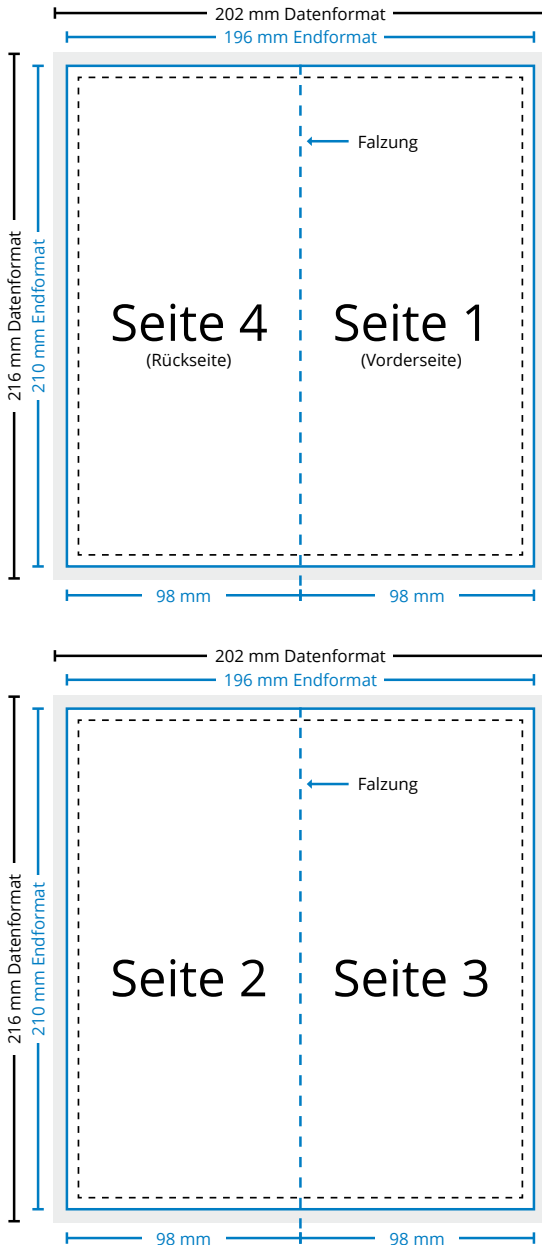 202 mm Datenformat
196 mm Endformat
216 mm Datenformat
210 mm Endformat
Falzung
Seite 4
(Rückseite)
Seite 1
(Vorderseite)
98 mm
98 mm
202 mm Datenformat
196 mm Endformat
216 mm Datenformat
210 mm Endformat
Falzung
Seite 2
Seite 3
98 mm
98 mm